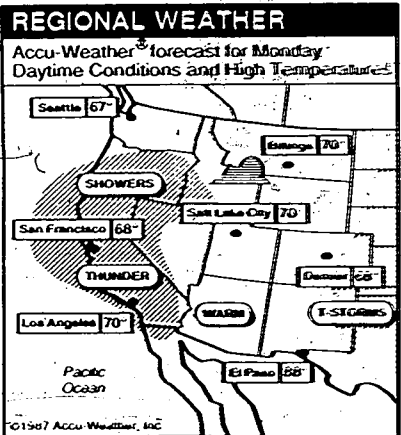 REGIONAL WEATHER
Accu-Weather® forecast for Monday
Daytime Conditions and High Temperatures
Seattle 67°
Billings 70°
SHOWERS
Salt Lake City 70°
San Francisco 68°
THUNDER
Denver 68°
Los Angeles 70°
WARM
T-STORMS
Pacific
Ocean
El Paso 88°
©1987 Accu-Weather, Inc